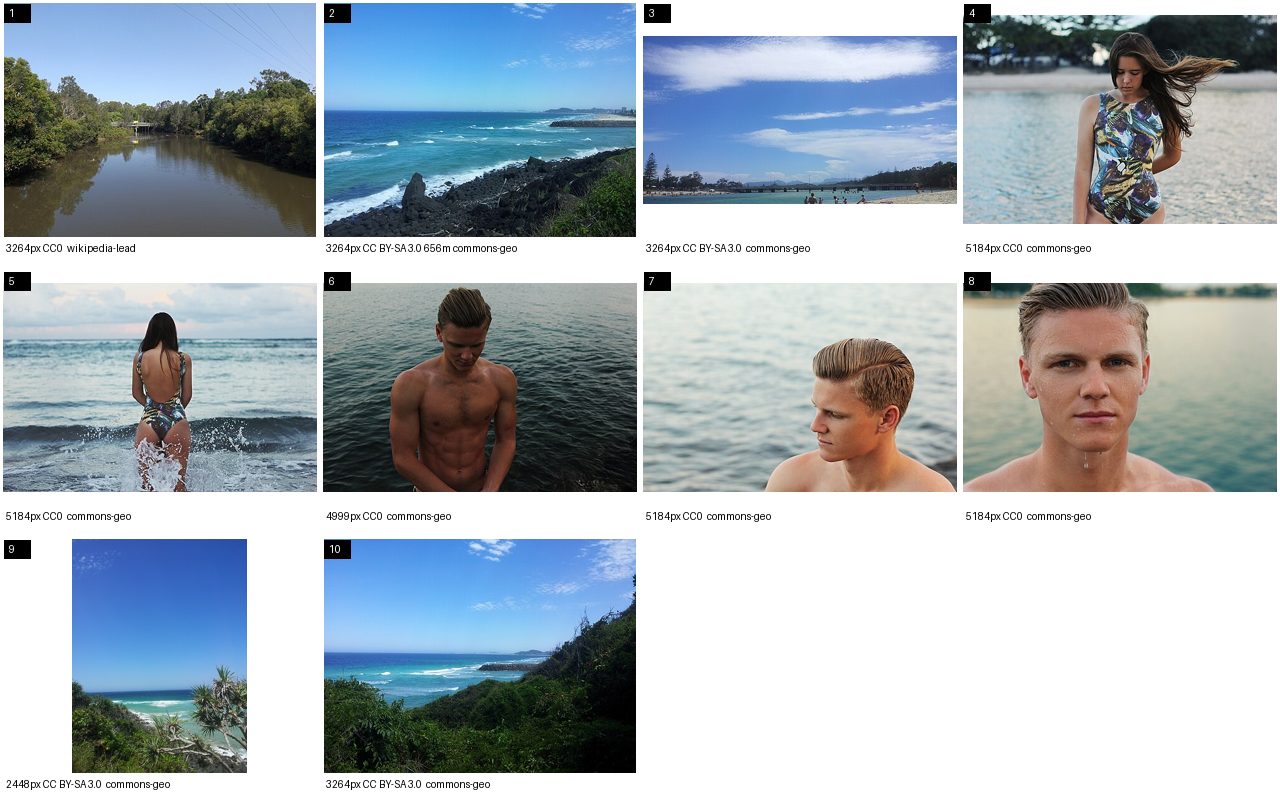 1
2
3
4
3264px CC0 wikipedia-lead
3264px CC BY-SA 3.0 656m commons-geo
3264px CC BY-SA 3.0 commons-geo
5184px CC0 commons-geo
5
6
7
8
5184px CC0 commons-geo
4999px CC0 commons-geo
5184px CC0 commons-geo
5184px CC0 commons-geo
9
10
2448px CC BY-SA 3.0 commons-geo
3264px CC BY-SA 3.0 commons-geo